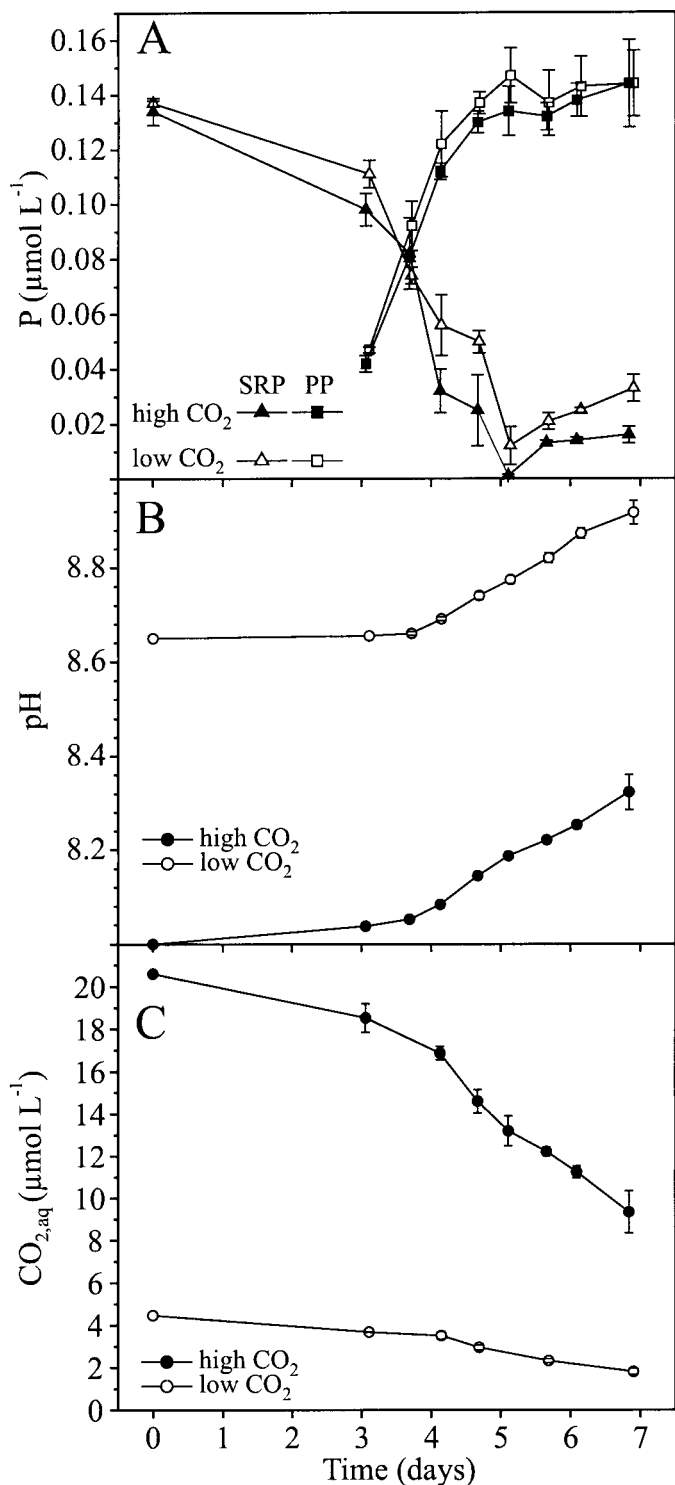 A
0.16
0.14
0.12
0.10
0.08
0.06
0.04
0.02
P (μmol L⁻¹)
SRP PP
high CO₂
low CO₂
B
8.8
8.6
8.4
8.2
pH
high CO₂
low CO₂
C
20
18
16
14
12
10
8
6
4
2
0
CO₂,aq (μmol L⁻¹)
high CO₂
low CO₂
0 1 2 3 4 5 6 7
Time (days)